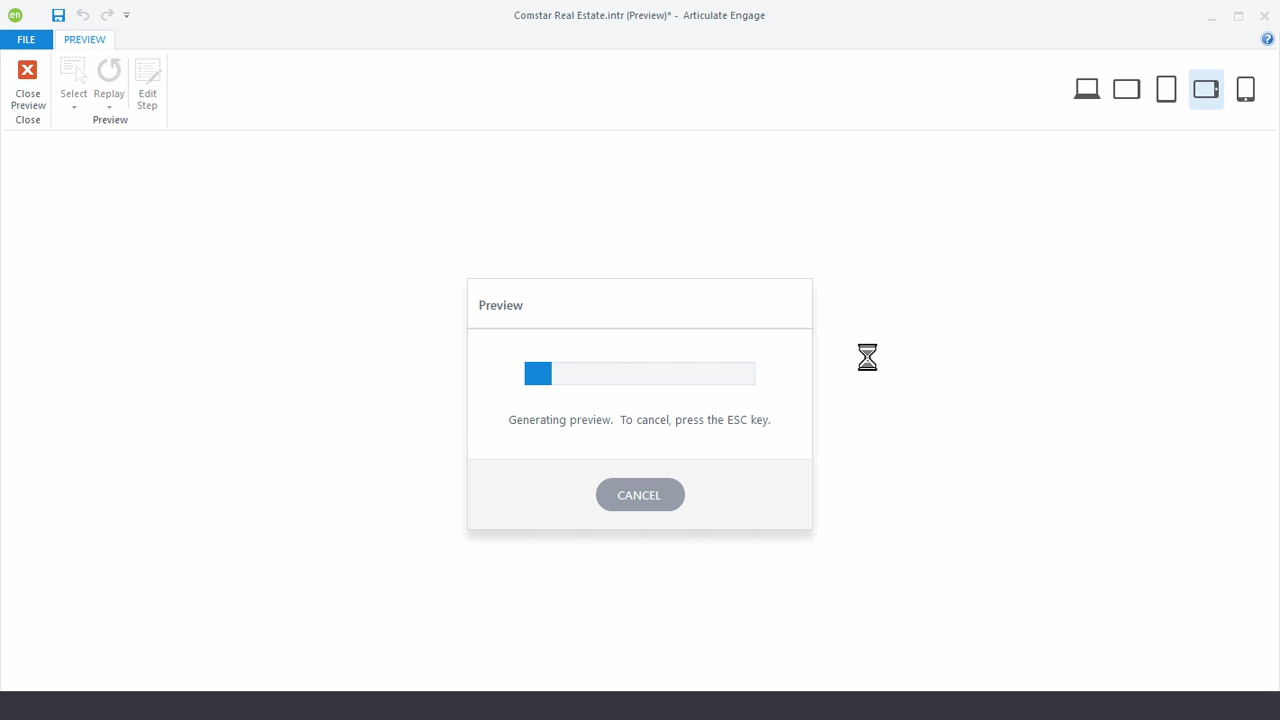 en
Comstar Real Estate.intr (Preview)* - Articulate Engage
FILE
PREVIEW
?
Close Preview
Select
Replay
Edit Step
Close
Preview
Preview
Generating preview. To cancel, press the ESC key.
CANCEL